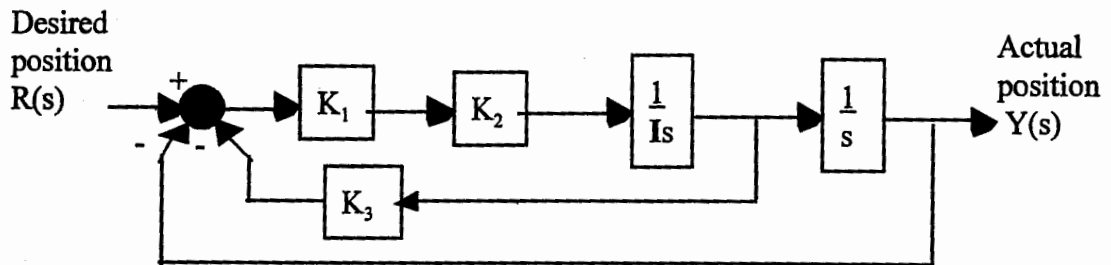 Desired
position
R(s)
+
-
-
K₁
K₂
1
Is
1
s
Actual
position
Y(s)
K₃